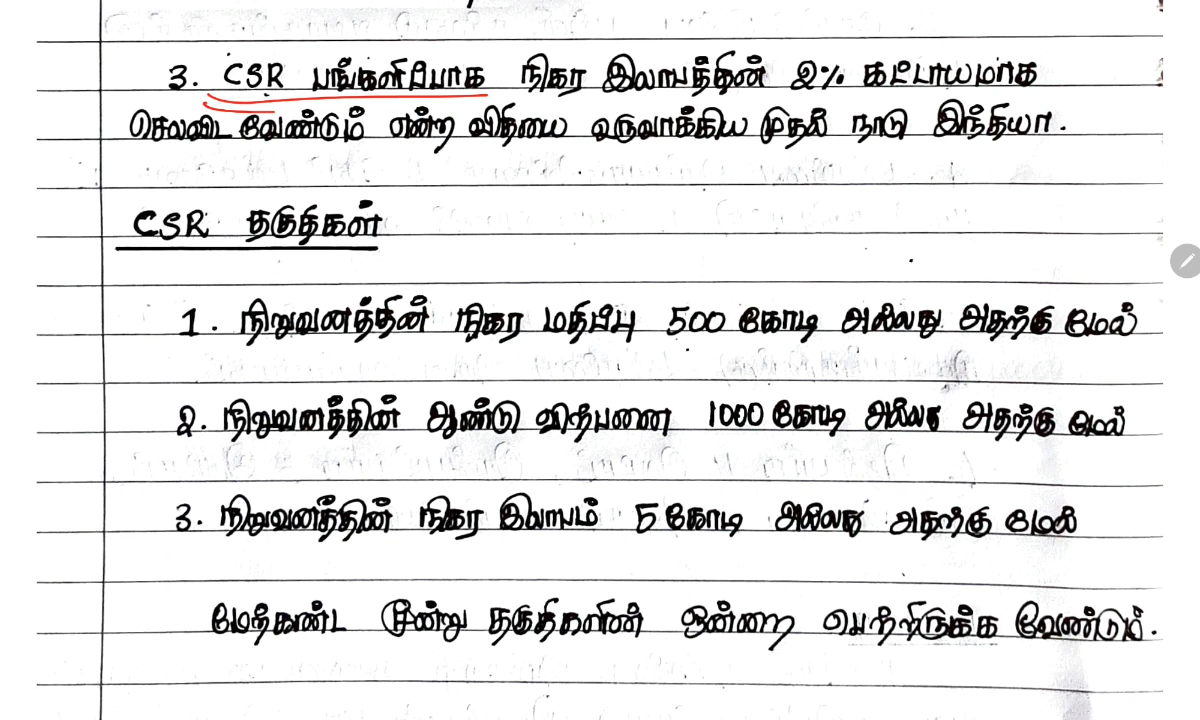 3. CSR பங்களிப்பாக நிகர இலாபத்தின் 2% கட்டாயமாக
செலவிட வேண்டும் என்ற விதியை உருவாக்கிய முதல் நாடு இந்தியா.
CSR தகுதிகள்
1. நிறுவனத்தின் நிகர மதிப்பு 500 கோடி அல்லது அதற்கு மேல்
2. நிறுவனத்தின் ஆண்டு விற்பனை 1000 கோடி அல்லது அதற்கு மேல்
3. நிறுவனத்தின் நிகர இலாபம் 5 கோடி அல்லது அதற்கு மேல்
மேற்கண்ட மூன்று தகுதிகளின் ஒன்றை பெற்றிருக்க வேண்டும்.